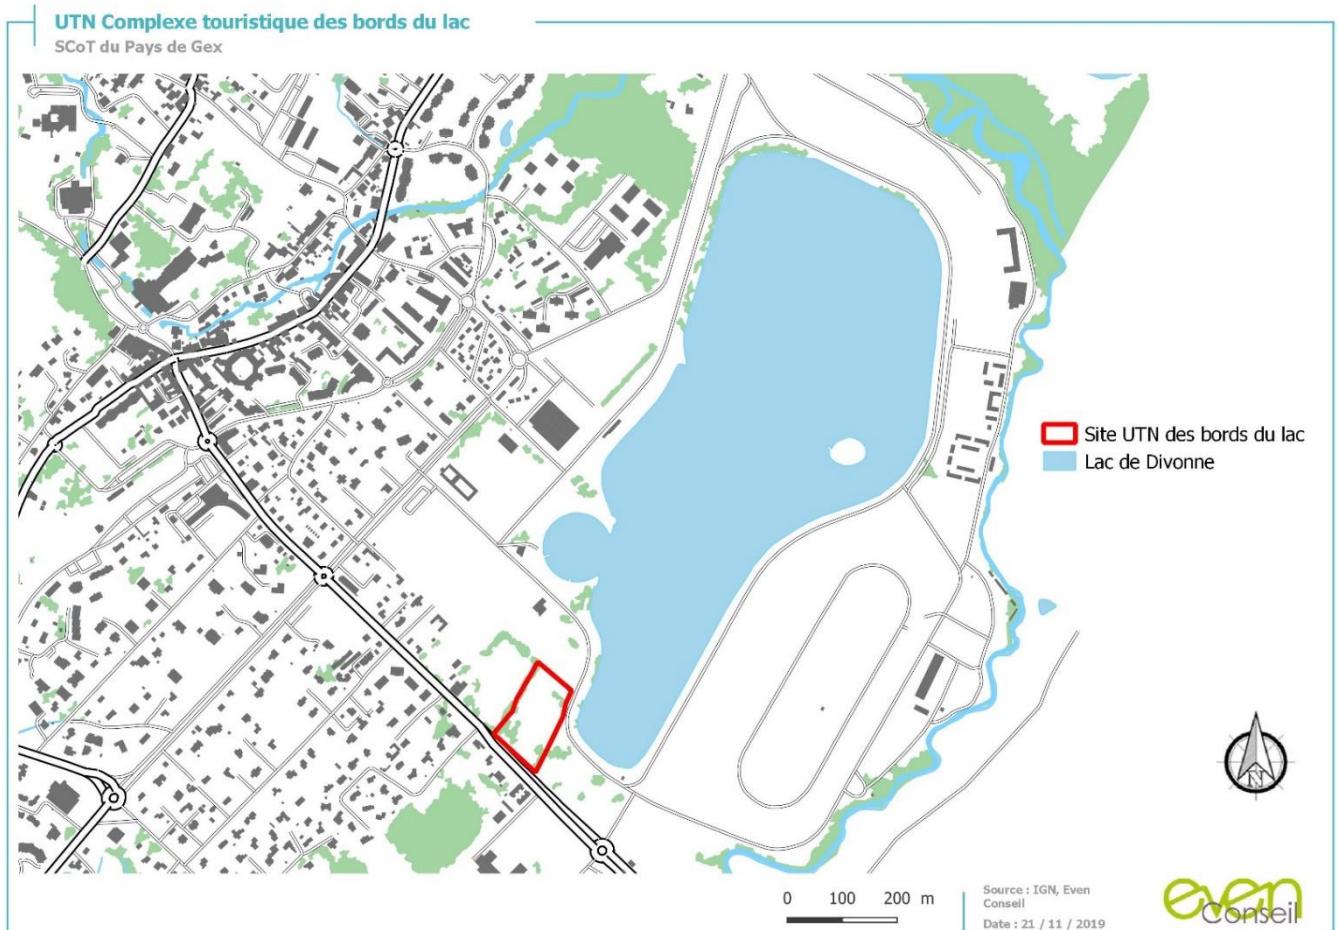 UTN Complexe touristique des bords du lac
SCoT du Pays de Gex
Site UTN des bords du lac
Lac de Divonne
N
0 100 200 m
Source : IGN, Even
Conseil
Date : 21 / 11 / 2019
even
Conseil